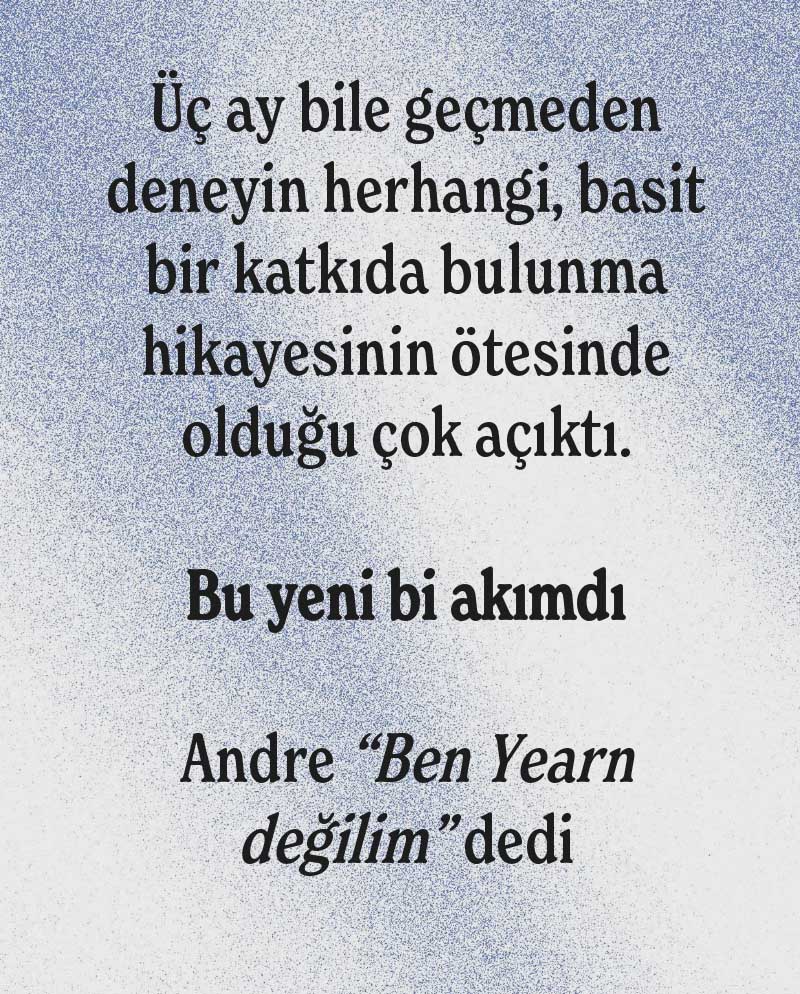 Üç ay bile geçmeden
deneyin herhangi, basit
bir katkıda bulunma
hikayesinin ötesinde
olduğu çok açıktı.
Bu yeni bi akımdı
Andre “Ben Yearn
değilim” dedi